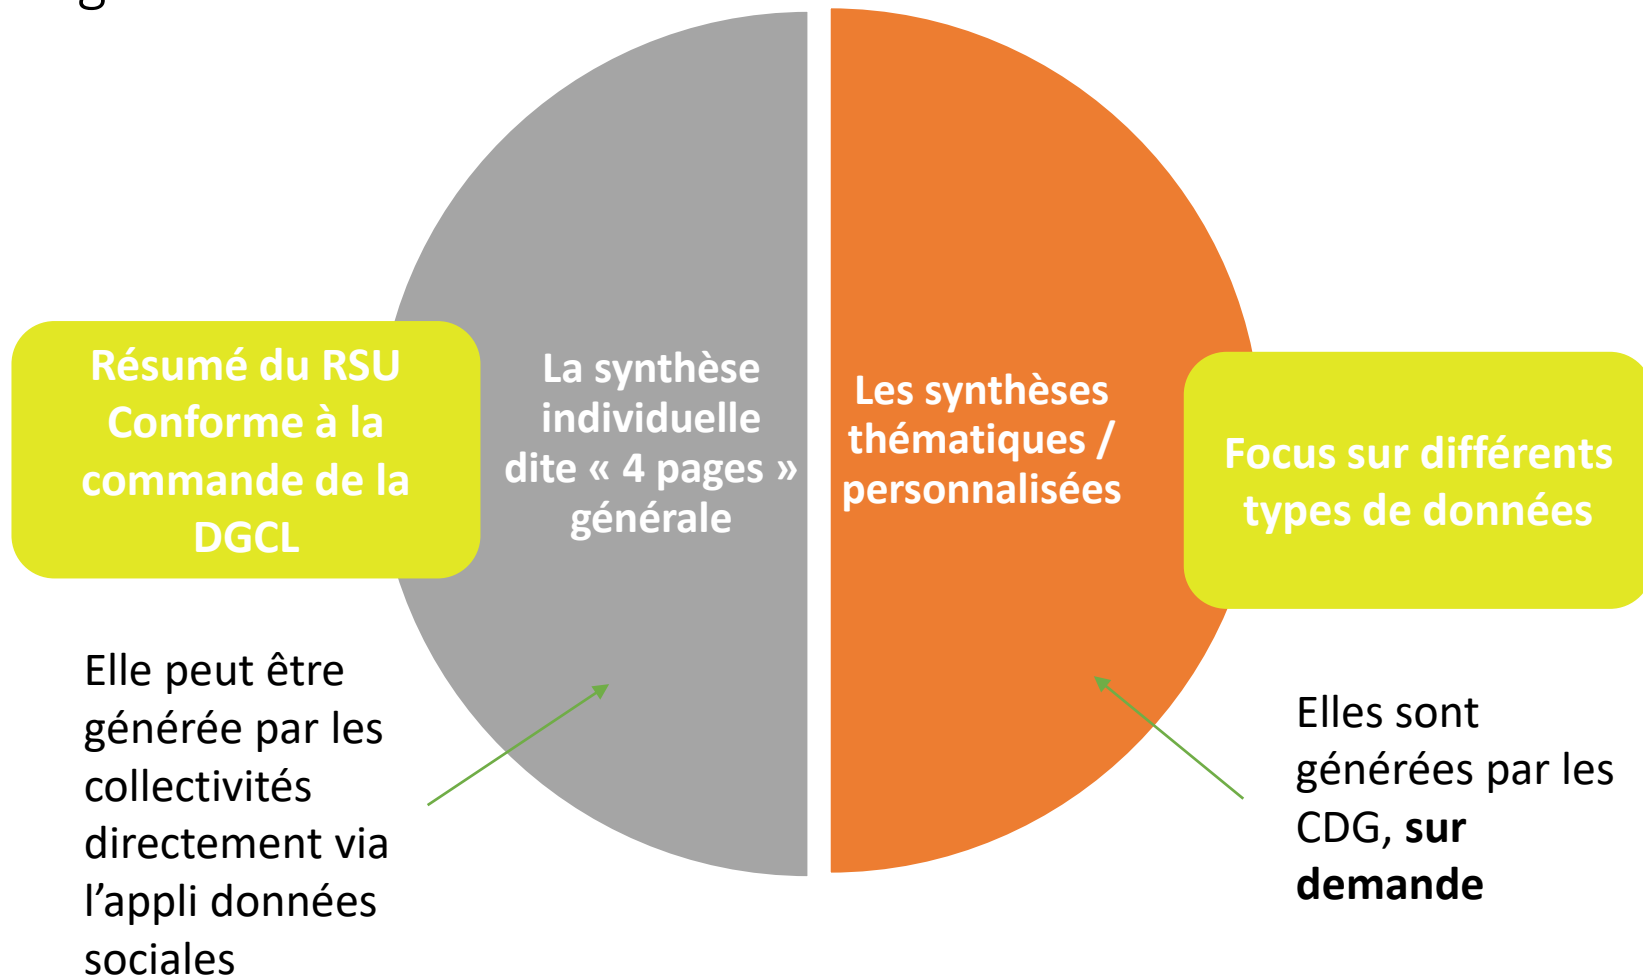 Résumé du RSU
Conforme à la
commande de la
DGCL
La synthèse
individuelle
dite « 4 pages »
générale
Les synthèses
thématiques /
personnalisées
Focus sur différents
types de données
Elle peut être
générée par les
collectivités
directement via
l’appli données
sociales
Elles sont
générées par les
CDG, sur
demande